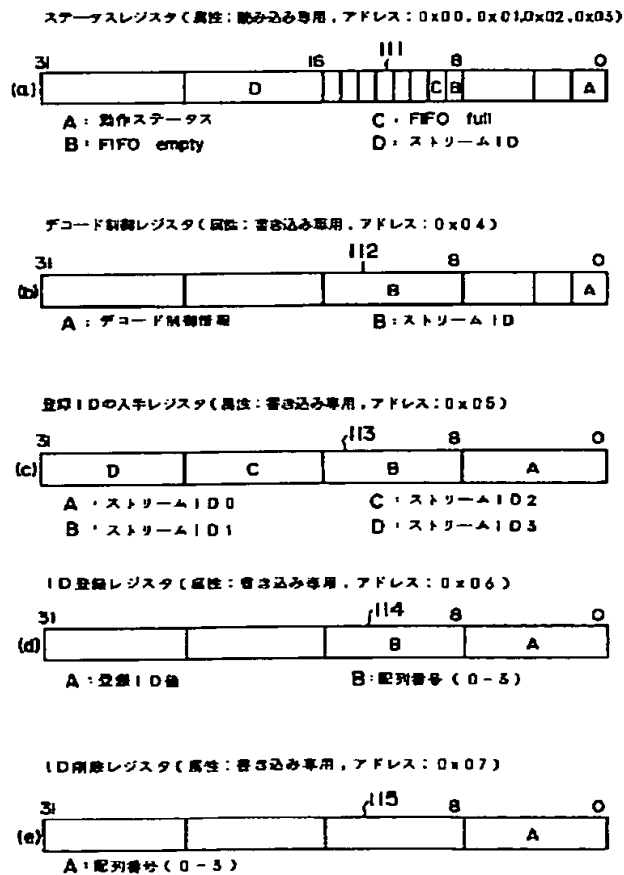 ステータスレジスタ(属性:読み込み専用,アドレス:0x00,0x01,0x02,0x03)
31 16 111 8 0
(a) D C B A
A:動作ステータス C:FIFO full
B:FIFO empty D:ストリームID
デコード制御レジスタ(属性:書き込み専用,アドレス:0x04)
31 112 8 0
(b) B A
A:デコード制御情報 B:ストリームID
登録IDの入手レジスタ(属性:書き込み専用,アドレス:0x05)
31 113 8 0
(c) D C B A
A:ストリームID0 C:ストリームID2
B:ストリームID1 D:ストリームID3
ID登録レジスタ(属性:書き込み専用,アドレス:0x06)
31 114 8 0
(d) B A
A:登録ID値 B:配列番号(0-3)
ID削除レジスタ(属性:書き込み専用,アドレス:0x07)
31 115 8 0
(e) A
A:配列番号(0-3)